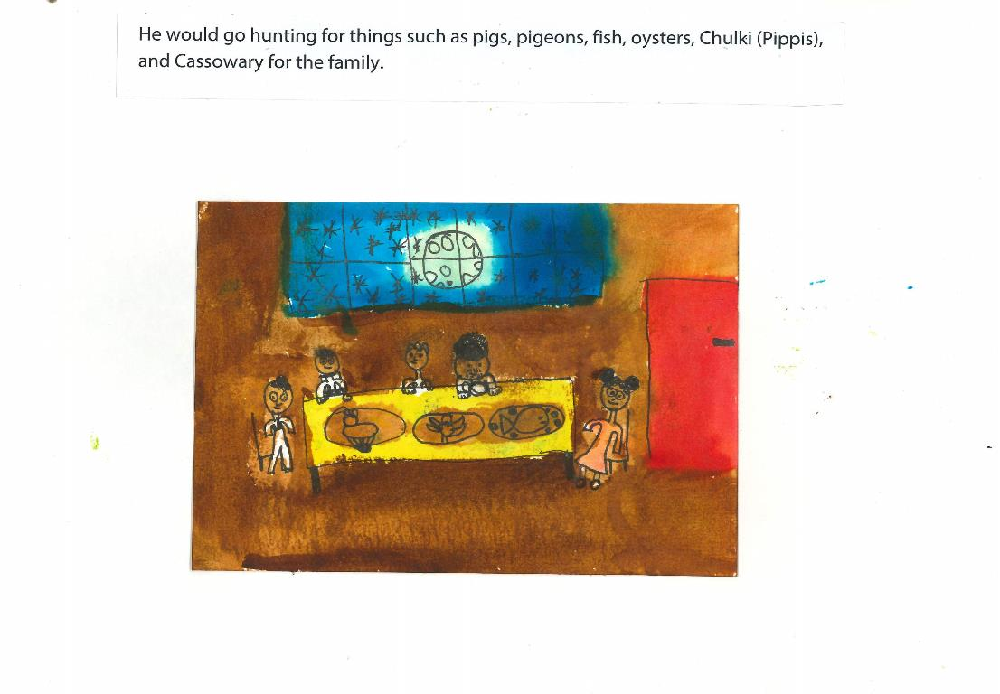 He would go hunting for things such as pigs, pigeons, fish, oysters, Chulki (Pippis),
and Cassowary for the family.